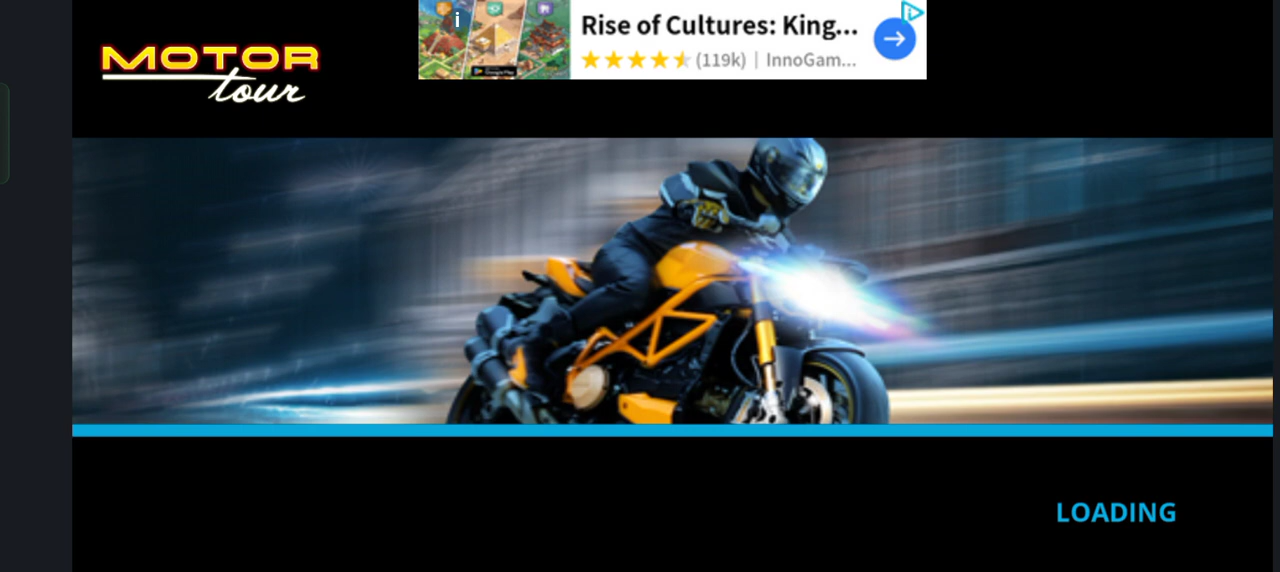 MOTOR
tour
i
Rise of Cultures: King...
(119k) | InnoGam...
LOADING